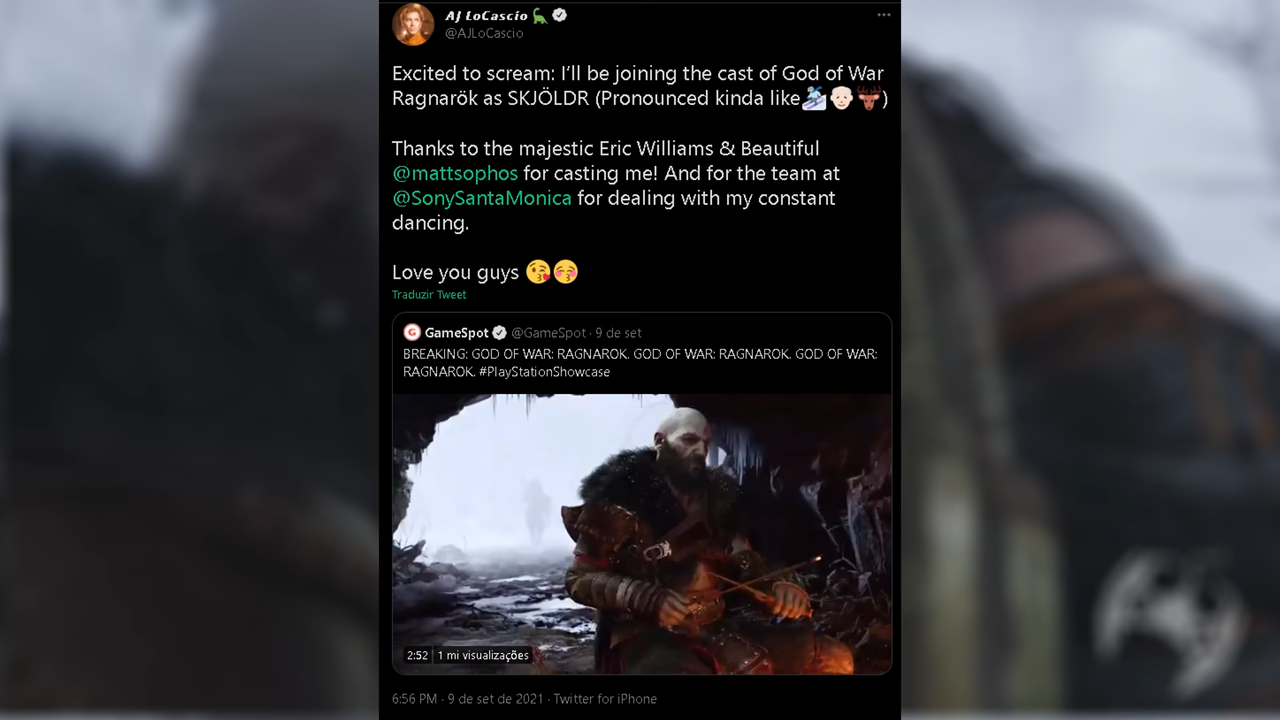 AJ LoCascio 🦕
@AJLoCascio
Excited to scream: I'll be joining the cast of God of War
Ragnarök as SKJÖLDR (Pronounced kinda like🏂👴🦌)
Thanks to the majestic Eric Williams & Beautiful
@mattsophos for casting me! And for the team at
@SonySantaMonica for dealing with my constant
dancing.
Love you guys 😘😚
Traduzir Tweet
G GameSpot @GameSpot · 9 de set
BREAKING: GOD OF WAR: RAGNAROK. GOD OF WAR: RAGNAROK. GOD OF WAR:
RAGNAROK. #PlayStationShowcase
2:52 1 mi visualizações
6:56 PM · 9 de set de 2021 · Twitter for iPhone